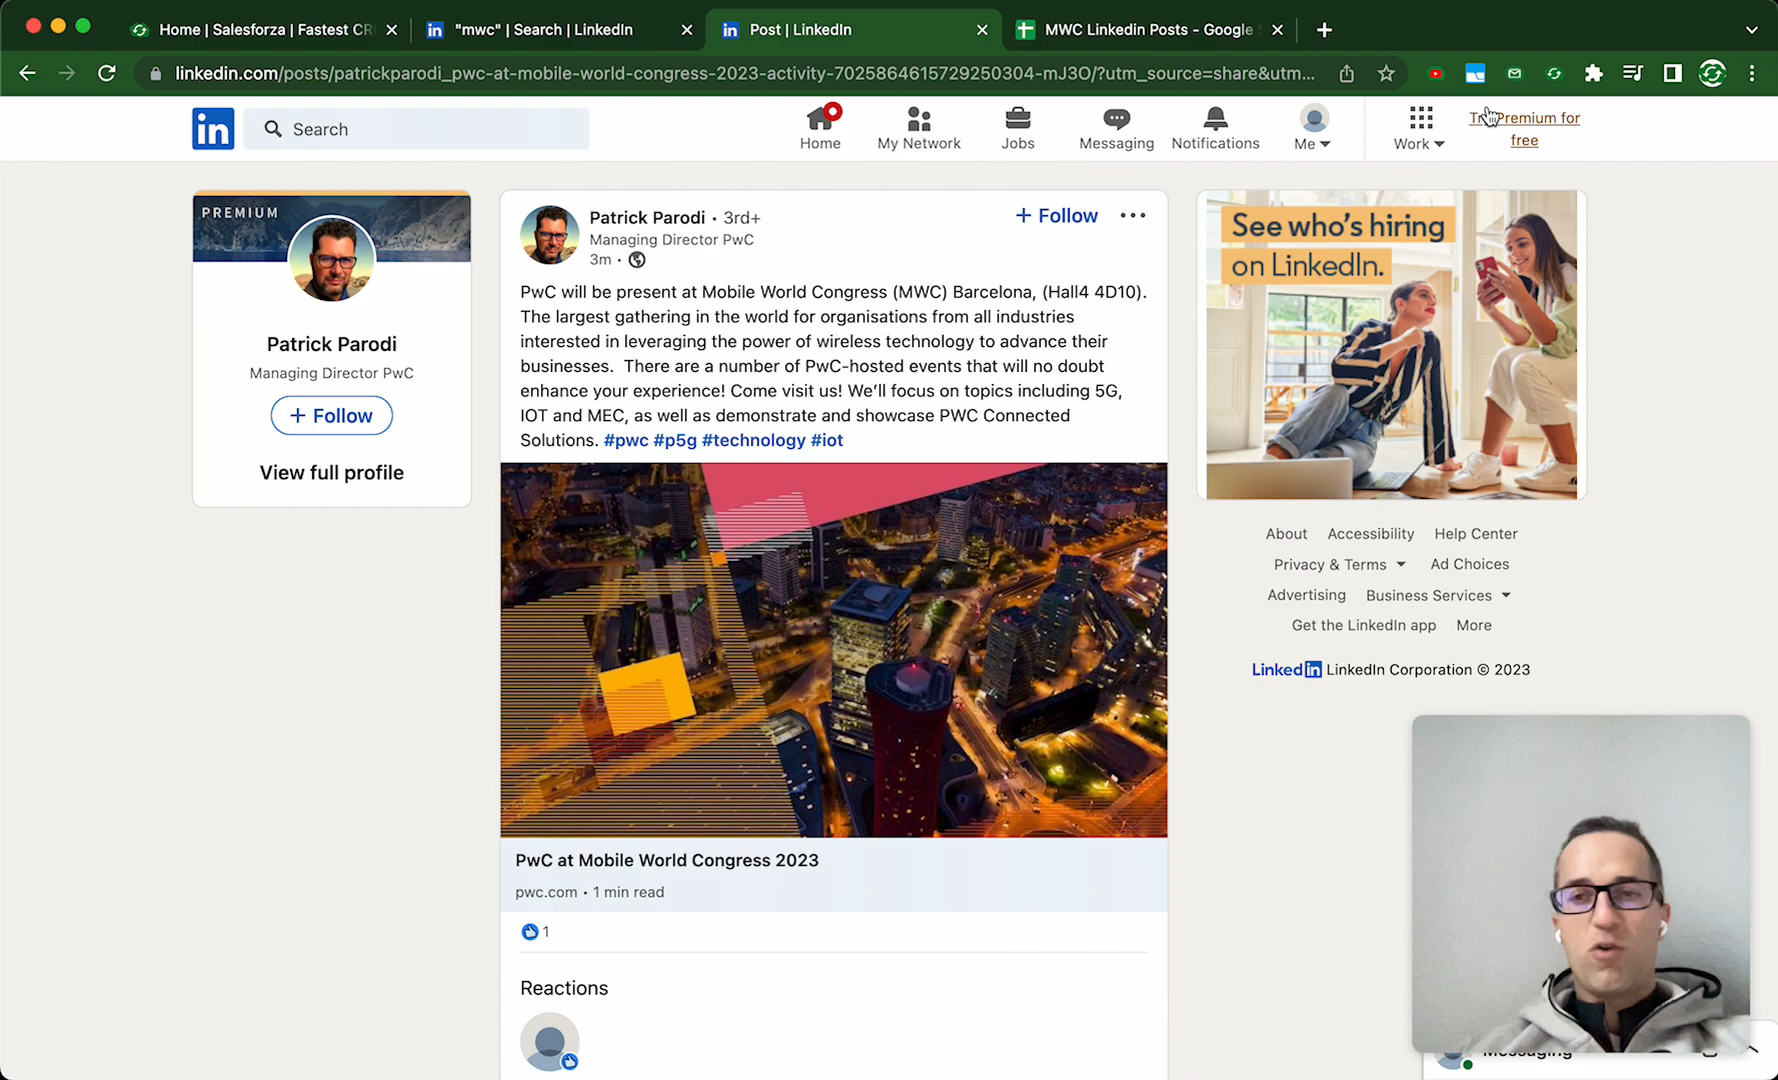 Home | Salesforza | Fastest CR
"mwc" | Search | LinkedIn
Post | LinkedIn
MWC Linkedin Posts - Google S
linkedin.com/posts/patrickparodi_pwc-at-mobile-world-congress-2023-activity-7025864615729250304-mJ3O/?utm_source=share&utm...
in
Search
Home
My Network
Jobs
Messaging
Notifications
Me
Work
Try Premium for
free
PREMIUM
Patrick Parodi
Managing Director PwC
+ Follow
View full profile
Patrick Parodi • 3rd+
Managing Director PwC
3m •
+ Follow
PwC will be present at Mobile World Congress (MWC) Barcelona, (Hall4 4D10).
The largest gathering in the world for organisations from all industries
interested in leveraging the power of wireless technology to advance their
businesses.  There are a number of PwC-hosted events that will no doubt
enhance your experience! Come visit us! We'll focus on topics including 5G,
IOT and MEC, as well as demonstrate and showcase PWC Connected
Solutions. #pwc #p5g #technology #iot
PwC at Mobile World Congress 2023
pwc.com • 1 min read
1
Reactions
See who's hiring
on LinkedIn.
About Accessibility Help Center
Privacy & Terms Ad Choices
Advertising Business Services
Get the LinkedIn app More
LinkedIn LinkedIn Corporation © 2023
Messaging